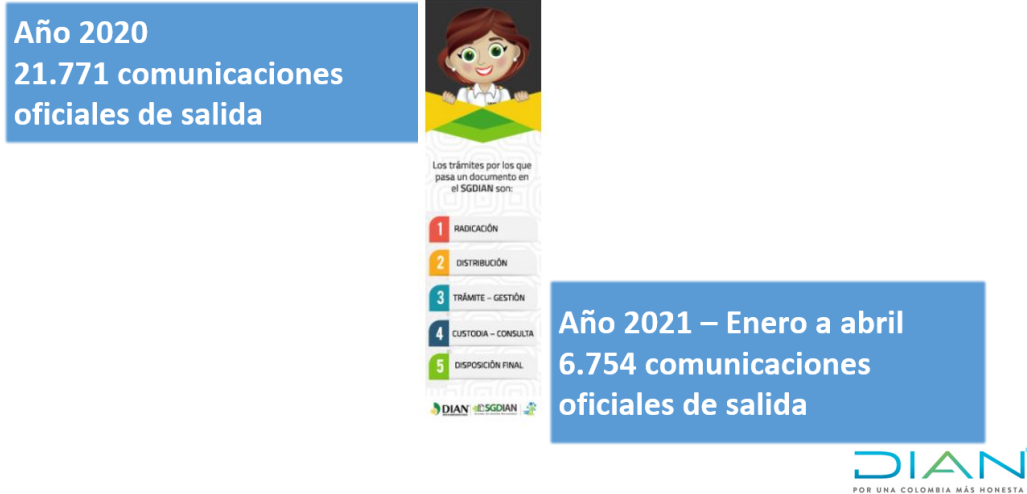 Año 2020
21.771 comunicaciones
oficiales de salida
Los trámites por los que
pasa un documento en
el SGDIAN son:
1 RADICACIÓN
2 DISTRIBUCIÓN
3 TRÁMITE – GESTIÓN
4 CUSTODIA – CONSULTA
5 DISPOSICIÓN FINAL
DIAN SGDIAN
Año 2021 – Enero a abril
6.754 comunicaciones
oficiales de salida
DIAN
POR UNA COLOMBIA MÁS HONESTA